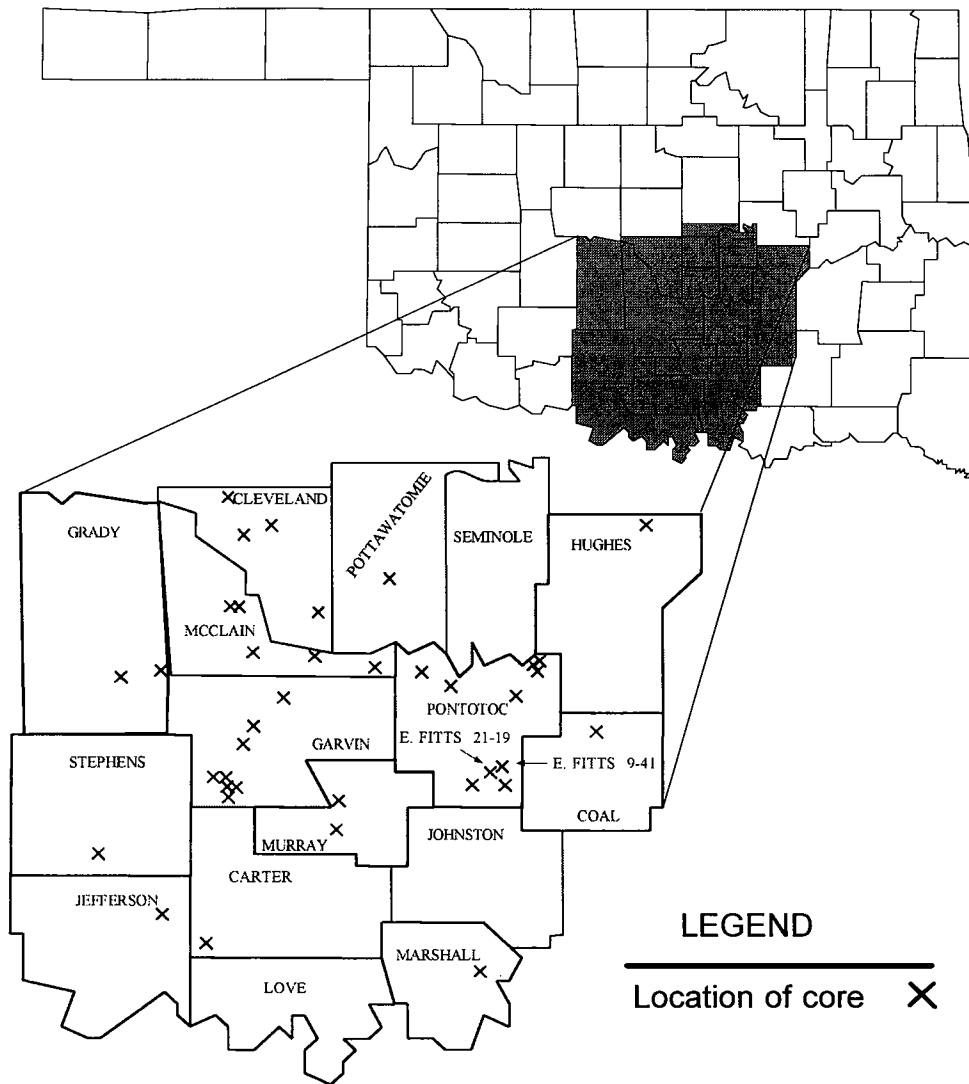 CLEVELAND
GRADY
POTTAWATOMIE
SEMINOLE
HUGHES
MCCLAIN
PONTOTOC
E. FITTS 21-19
GARVIN
STEPHENS
E. FITTS 9-41
COAL
MURRAY
JOHNSTON
CARTER
JEFFERSON
LEGEND
MARSHALL
LOVE
Location of core X